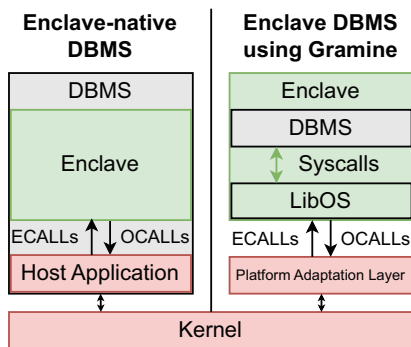 Enclave-native
DBMS
DBMS
Enclave
ECALLs
OCALLs
Host Application
Enclave DBMS
using Gramine
Enclave
DBMS
Syscalls
LibOS
ECALLs
OCALLs
Platform Adaptation Layer
Kernel